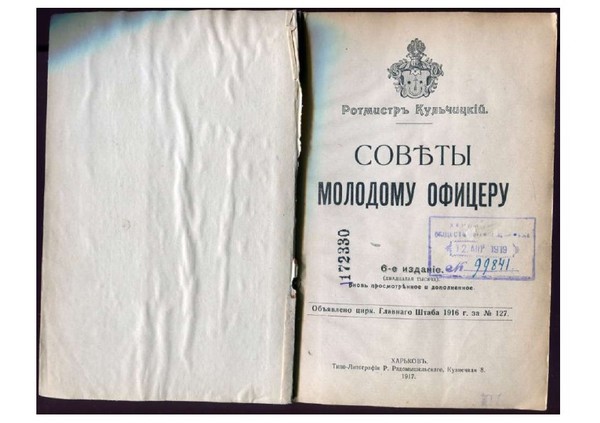 Ротмистръ Кульчицкій.
СОВѢТЫ
МОЛОДОМУ ОФИЦЕРУ
172330
12 АПР 1919
99841
6-е изданіе.
вновь просмотрѣнное и дополненное
Объявлено цирк. Главнаго Штаба 1916 г. за № 127.
ХАРЬКОВЪ.
Типо-Литографія Р. Радомышельскаго, Кузнечная 8.
1917.